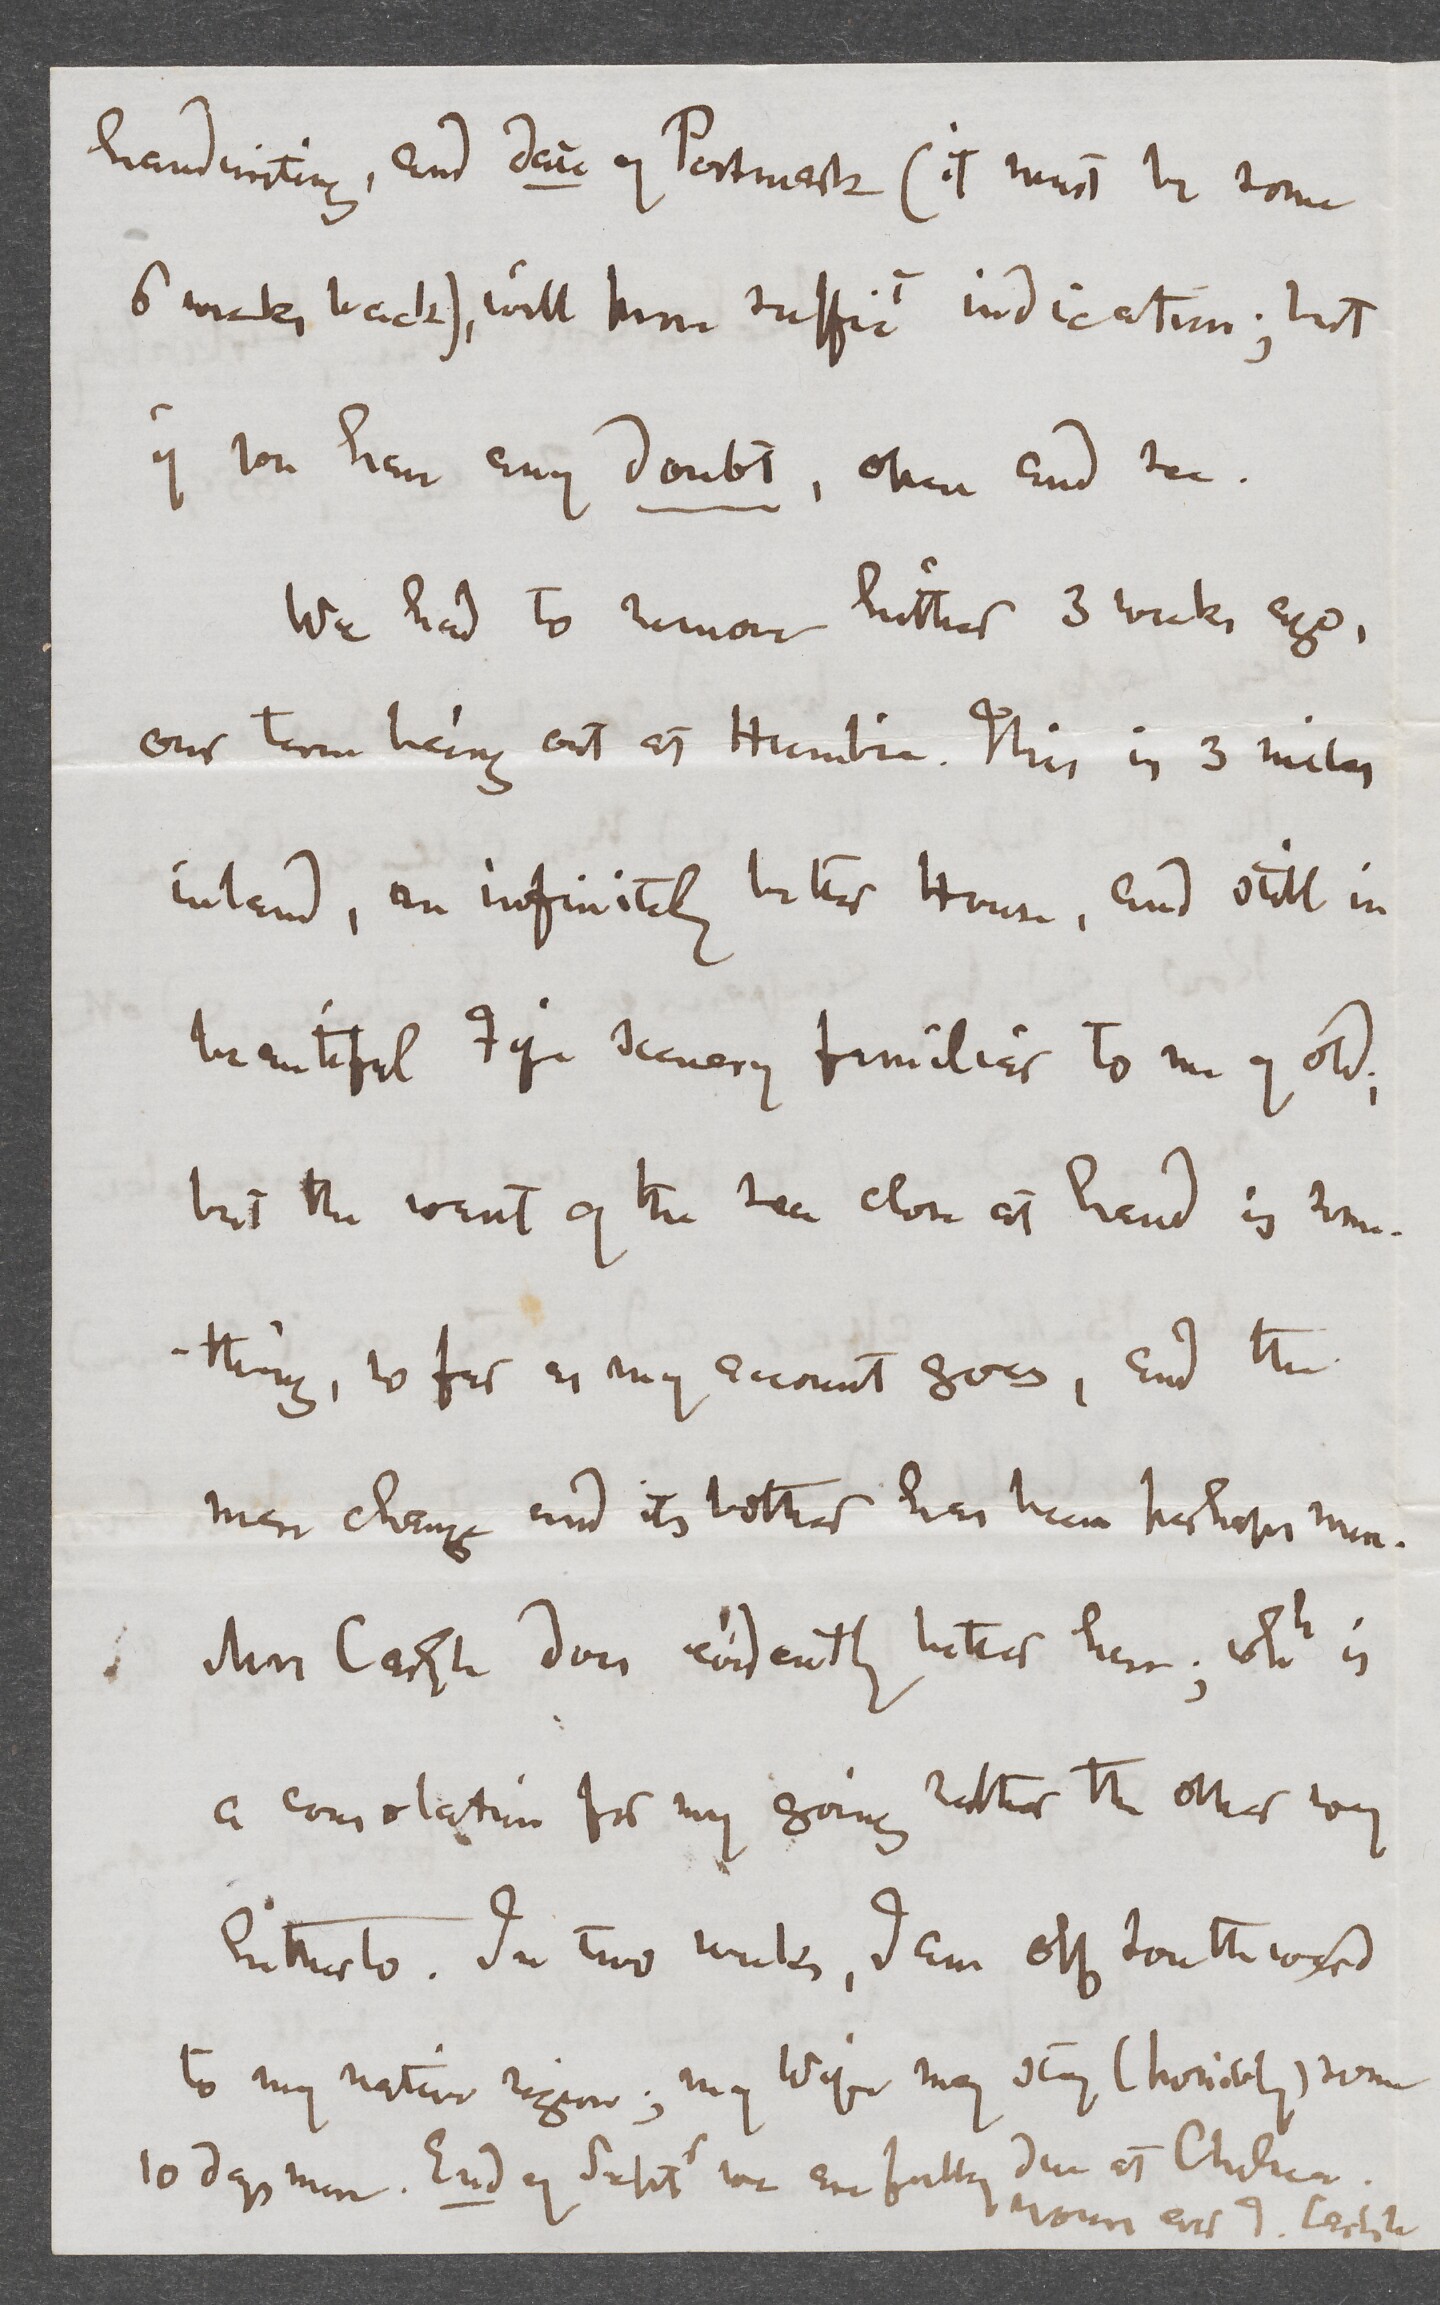 handwriting, and date of Postmark (it must be some
6 weeks back), will prove suffict indication; but
if you have any doubt, open and see.
We had to remove hither 3 weeks ago,
our term being out at Humbie. This is 3 miles
inland, an infinitely better House, and still in
beautiful Fife scenery familiar to me of old;
but the want of the sea close at hand is some-
-thing, so far as my account goes, and the
mere change and its bother has been perhaps more.
Mrs Carlyle does evidently better here; whh is
a consolation for my going rather the other way
hitherto. In two weeks, I am off southward
to my native region; my Wife may stay (possibly) some
10 days more. End of Septr we are fully due at Chelsea.
Yours ever T. Carlyle